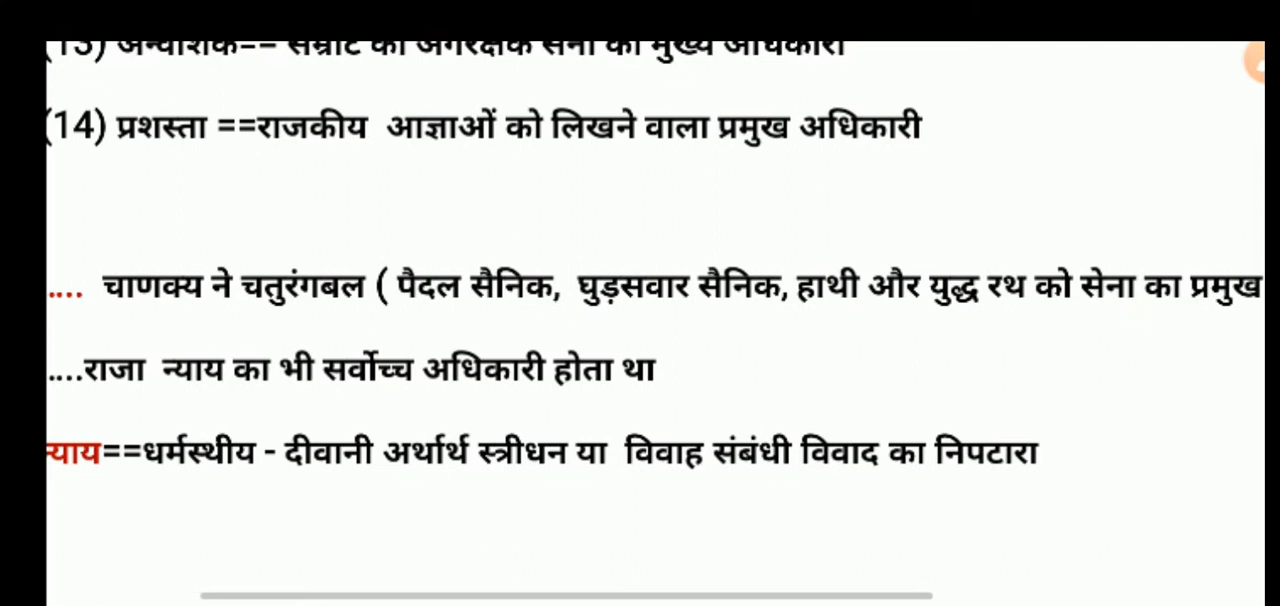 (14) प्रशस्ता ==राजकीय आज्ञाओं को लिखने वाला प्रमुख अधिकारी
.... चाणक्य ने चतुरंगबल ( पैदल सैनिक, घुड़सवार सैनिक, हाथी और युद्ध रथ को सेना का प्रमुख
....राजा न्याय का भी सर्वोच्च अधिकारी होता था
न्याय==धर्मस्थीय - दीवानी अर्थार्थ स्त्रीधन या विवाह संबंधी विवाद का निपटारा